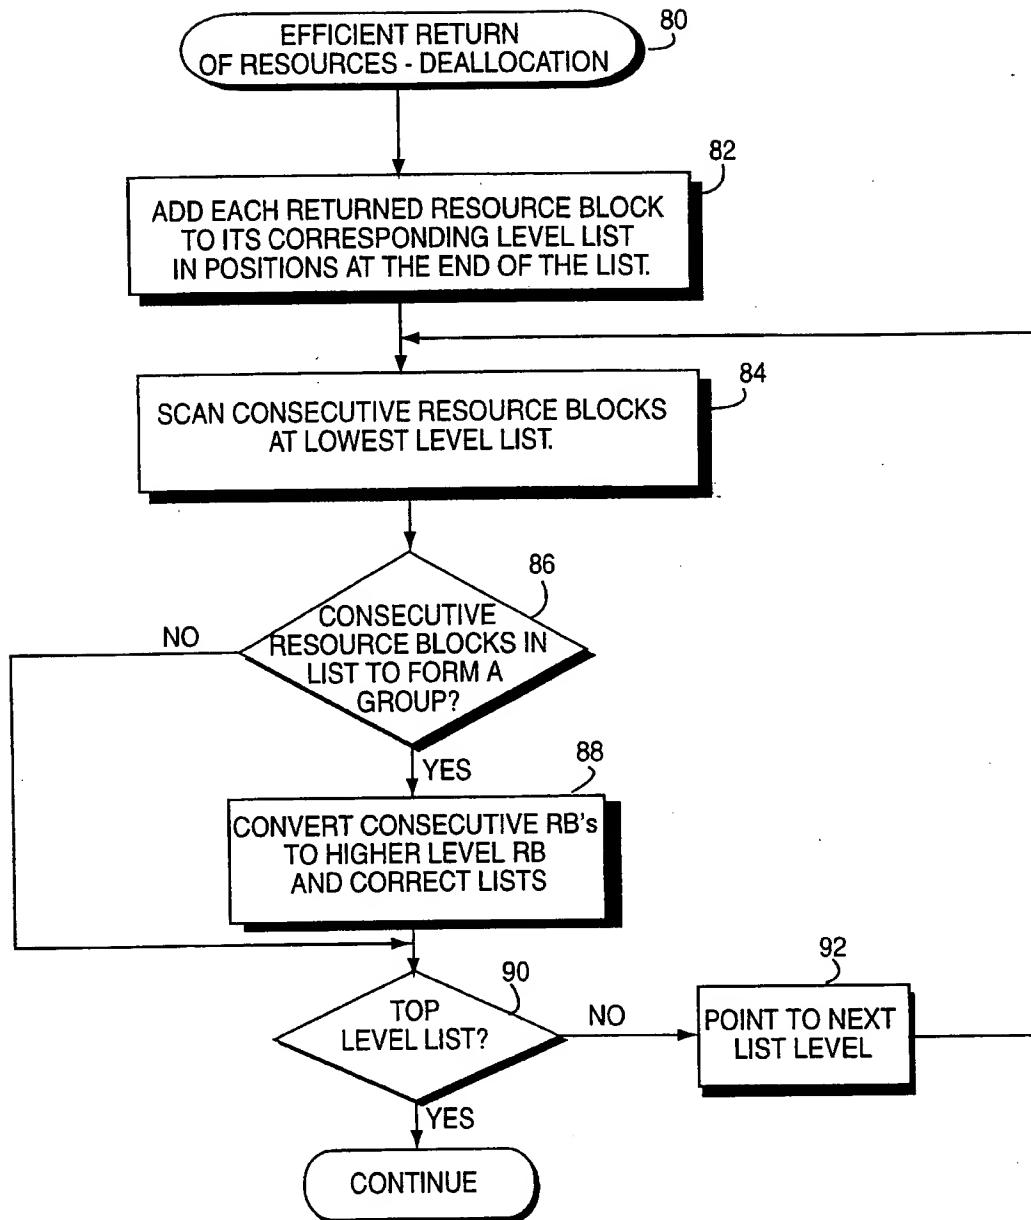 EFFICIENT RETURN
OF RESOURCES - DEALLOCATION
80
82
ADD EACH RETURNED RESOURCE BLOCK
TO ITS CORRESPONDING LEVEL LIST
IN POSITIONS AT THE END OF THE LIST.
84
SCAN CONSECUTIVE RESOURCE BLOCKS
AT LOWEST LEVEL LIST.
86
CONSECUTIVE
RESOURCE BLOCKS IN
LIST TO FORM A
GROUP?
NO
YES
88
CONVERT CONSECUTIVE RB's
TO HIGHER LEVEL RB
AND CORRECT LISTS
90
TOP
LEVEL LIST?
NO
92
POINT TO NEXT
LIST LEVEL
YES
CONTINUE